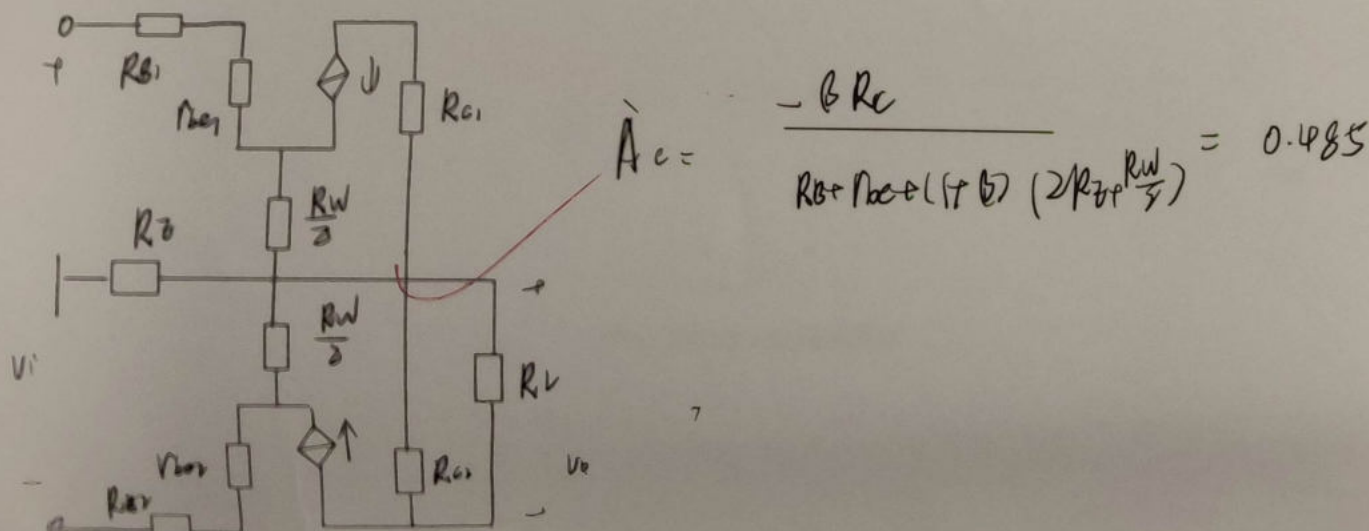 +
RB1
rbe1
↓
Rc1
Ȧc = -βRc / RB+rbe+(1+β)(2Rz+RW/2) = 0.485
RW/2
Rz
+
RW/2
Vi
RL
↑
rbe2
Rc2
Vo
-
RB2
-